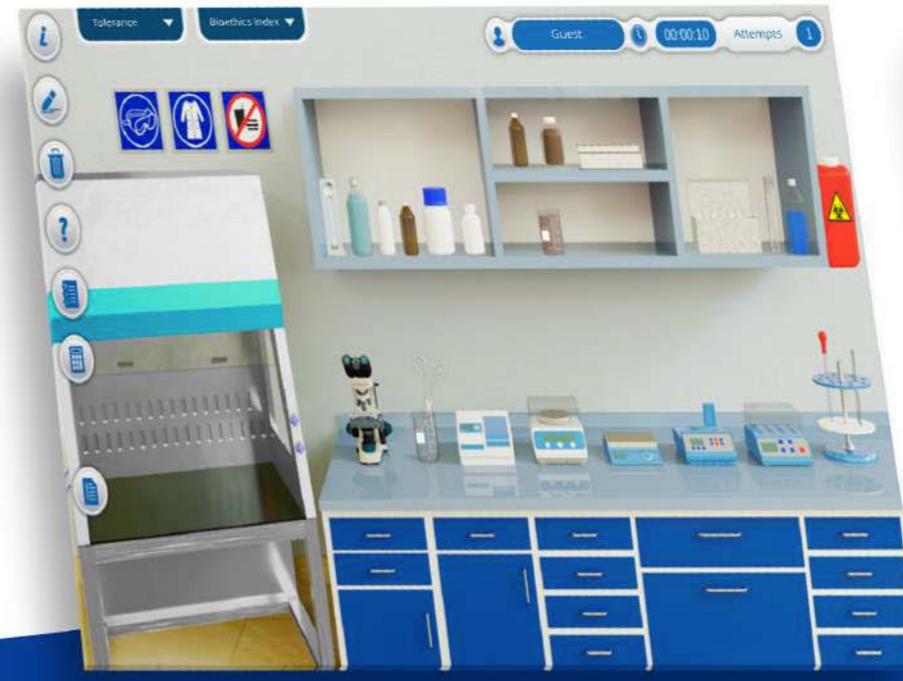 Tolerance
Bioethics Index
Guest
00:00:10
Attempts
1